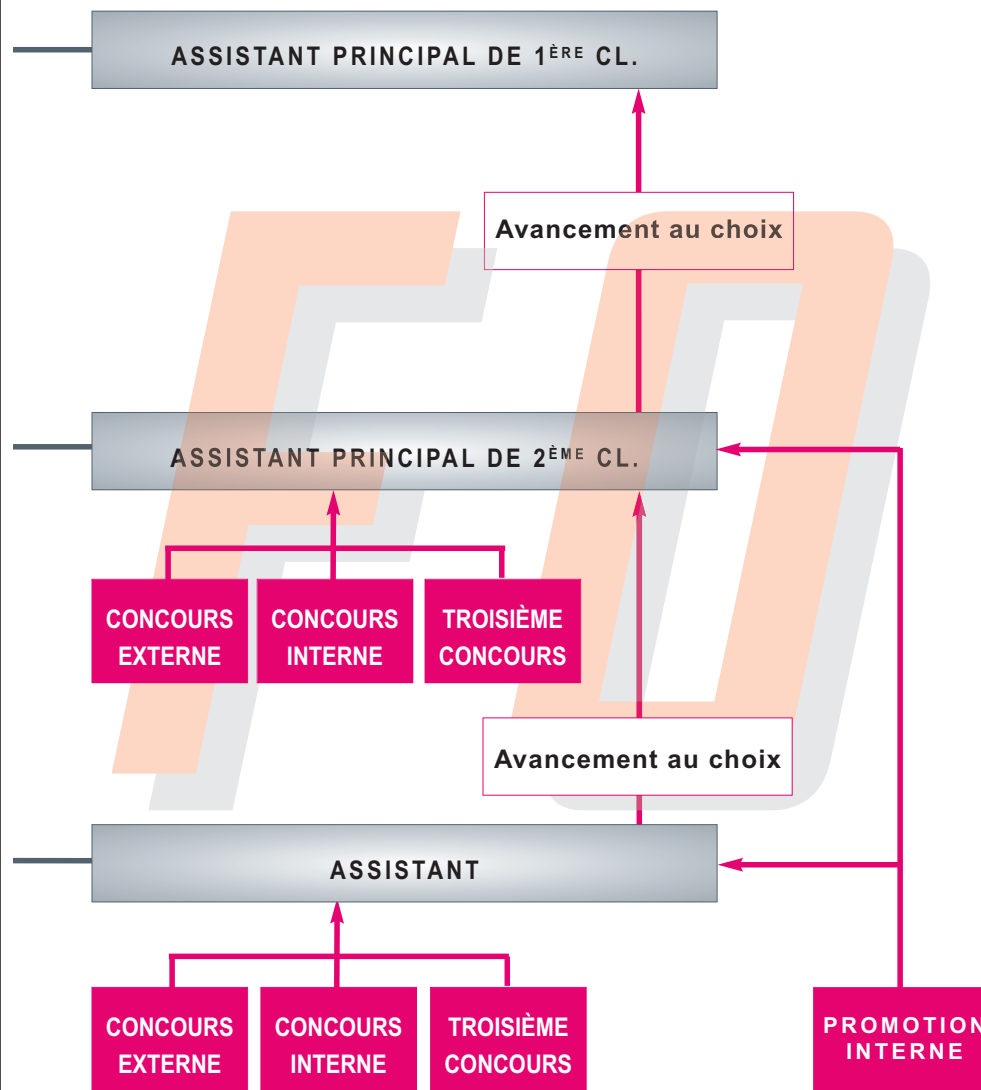 ASSISTANT PRINCIPAL DE 1ÈRE CL.
Avancement au choix
FO
ASSISTANT PRINCIPAL DE 2ÈME CL.
CONCOURS
EXTERNE
CONCOURS
INTERNE
TROISIÈME
CONCOURS
Avancement au choix
ASSISTANT
CONCOURS
EXTERNE
CONCOURS
INTERNE
TROISIÈME
CONCOURS
PROMOTION
INTERNE